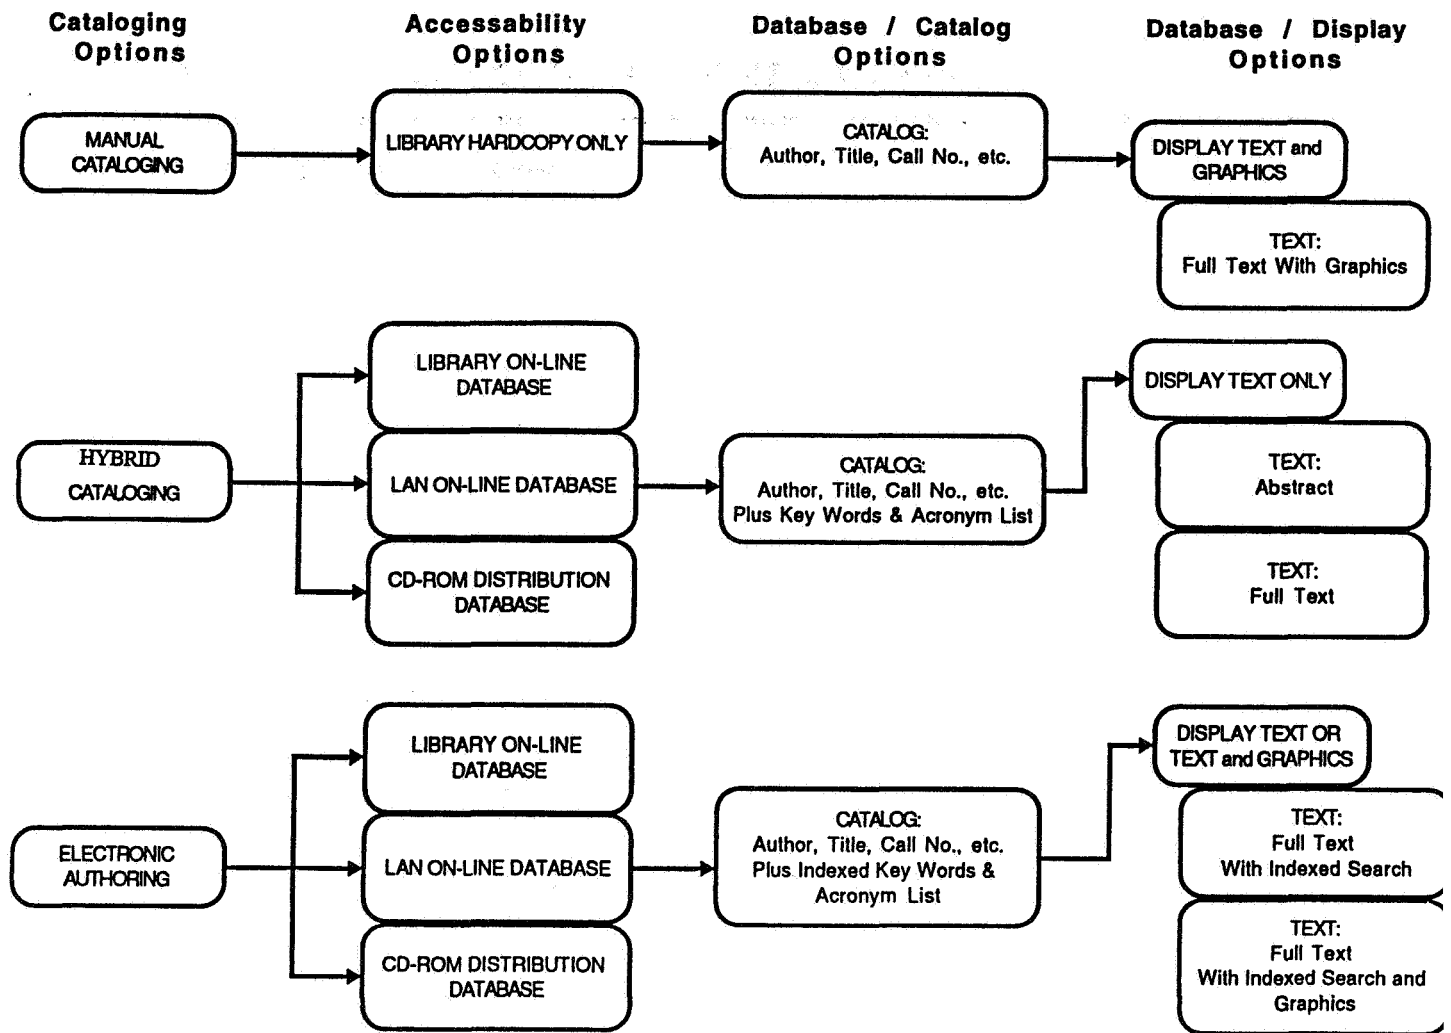 Cataloging
Options
Accessability
Options
Database / Catalog
Options
Database / Display
Options
MANUAL
CATALOGING
LIBRARY HARDCOPY ONLY
CATALOG:
Author, Title, Call No., etc.
DISPLAY TEXT and
GRAPHICS
TEXT:
Full Text With Graphics
HYBRID
CATALOGING
LIBRARY ON-LINE
DATABASE
LAN ON-LINE DATABASE
CD-ROM DISTRIBUTION
DATABASE
CATALOG:
Author, Title, Call No., etc.
Plus Key Words & Acronym List
DISPLAY TEXT ONLY
TEXT:
Abstract
TEXT:
Full Text
ELECTRONIC
AUTHORING
LIBRARY ON-LINE
DATABASE
LAN ON-LINE DATABASE
CD-ROM DISTRIBUTION
DATABASE
CATALOG:
Author, Title, Call No., etc.
Plus Indexed Key Words &
Acronym List
DISPLAY TEXT OR
TEXT and GRAPHICS
TEXT:
Full Text
With Indexed Search
TEXT:
Full Text
With Indexed Search and
Graphics